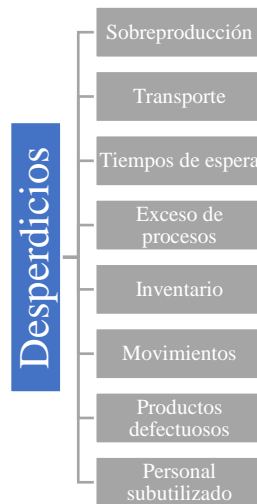 Desperdicios
Sobreproducción
Transporte
Tiempos de espera
Exceso de
procesos
Inventario
Movimientos
Productos
defectuosos
Personal
subutilizado